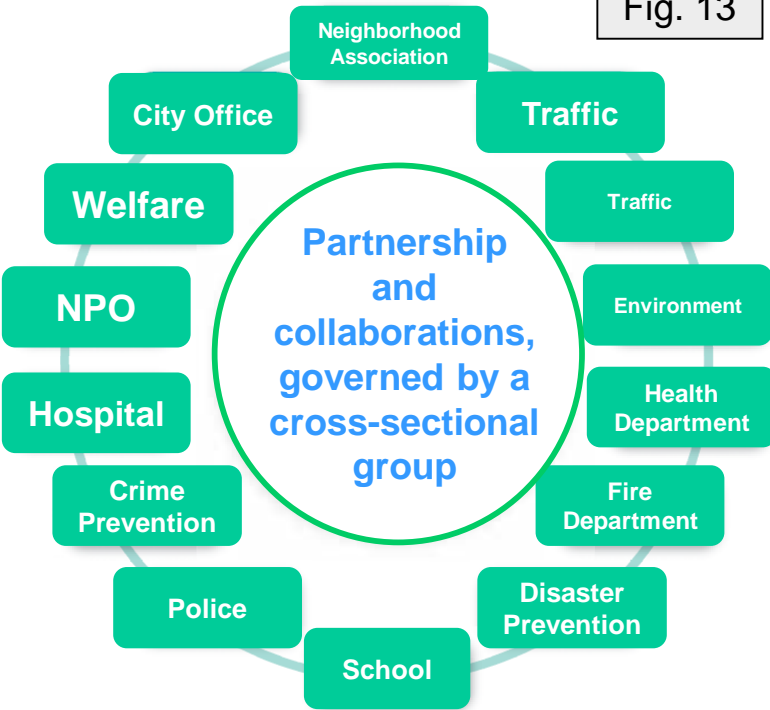 Fig. 13
Neighborhood
Association
City Office
Traffic
Welfare
Traffic
NPO
Environment
Hospital
Health
Department
Crime
Prevention
Fire
Department
Police
Disaster
Prevention
School
Partnership
and
collaborations,
governed by a
cross-sectional
group